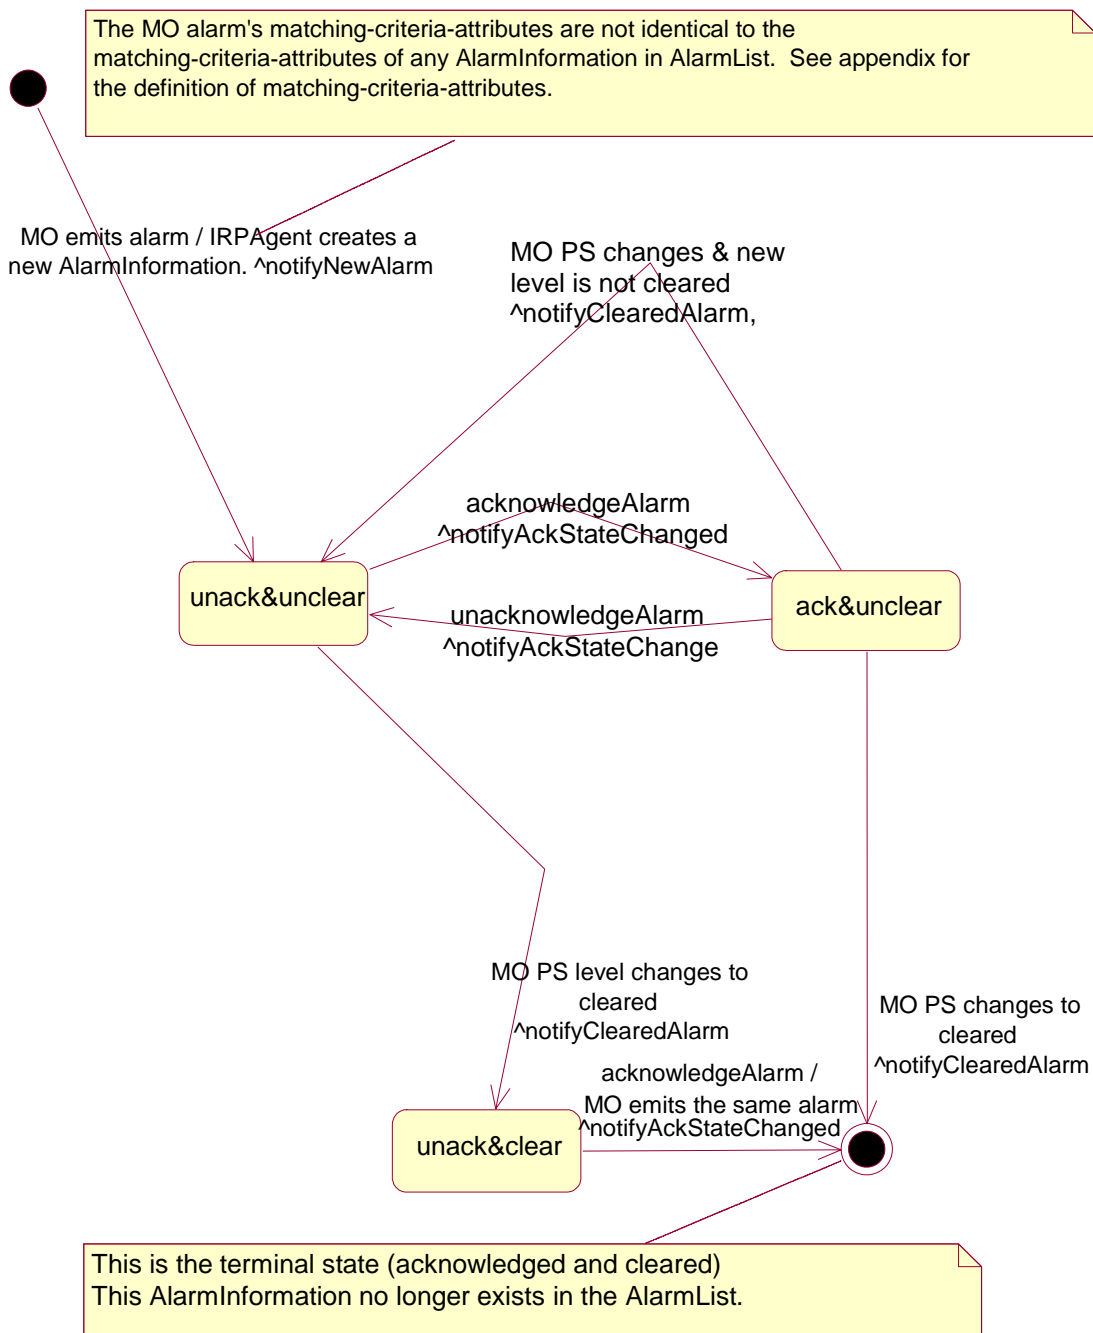 The MO alarm's matching-criteria-attributes are not identical to the
matching-criteria-attributes of any AlarmInformation in AlarmList.  See appendix for
the definition of matching-criteria-attributes.
MO emits alarm / IRPAgent creates a
new AlarmInformation. ^notifyNewAlarm
MO PS changes & new
level is not cleared
^notifyClearedAlarm,
acknowledgeAlarm
^notifyAckStateChanged
unack&unclear
ack&unclear
unacknowledgeAlarm
^notifyAckStateChange
MO PS level changes to
cleared
^notifyClearedAlarm
MO PS changes to
cleared
^notifyClearedAlarm
acknowledgeAlarm /
MO emits the same alarm
^notifyAckStateChanged
unack&clear
This is the terminal state (acknowledged and cleared)
This AlarmInformation no longer exists in the AlarmList.